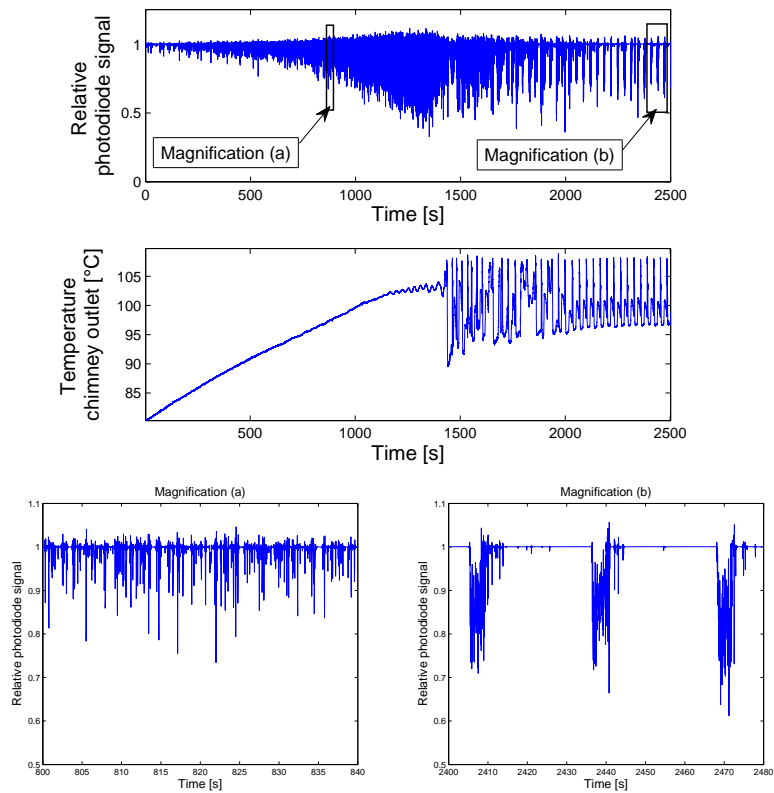 Relative
photodiode signal
1
0.5
0
Magnification (a)
Magnification (b)
0 500 1000 1500 2000 2500
Time [s]
Temperature
chimney outlet [°C]
105
100
95
90
85
500 1000 1500 2000 2500
Time [s]
Magnification (a)
Relative photodiode signal
1.1
1
0.9
0.8
0.7
0.6
0.5
800 805 810 815 820 825 830 835 840
Time [s]
Magnification (b)
Relative photodiode signal
1.1
1
0.9
0.8
0.7
0.6
0.5
2400 2410 2420 2430 2440 2450 2460 2470 2480
Time [s]